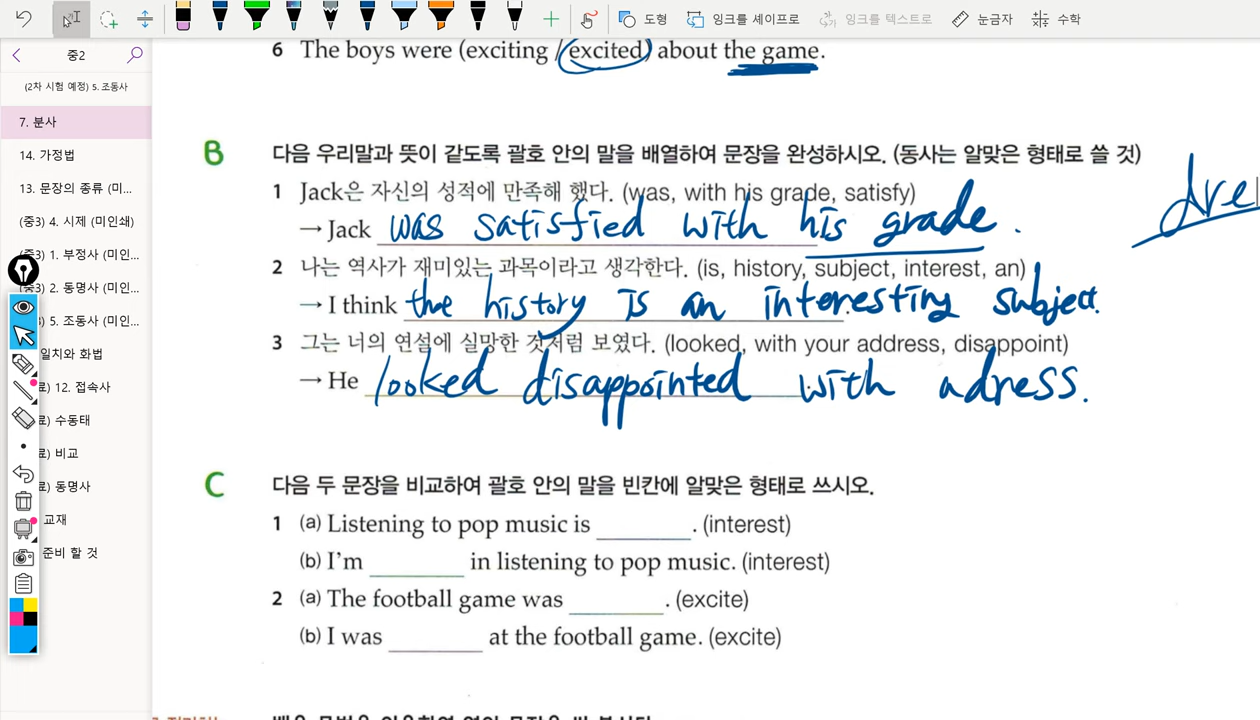 도형
잉크를 셰이프로
잉크를 텍스트로
눈금자
수학
중2
(2차 시험 예정) 5. 조동사
7. 분사
14. 가정법
13. 문장의 종류 (미...
(중3) 4. 시제 (미인쇄)
3) 1. 부정사 (미인...
3) 2. 동명사 (미인...
3) 5. 조동사 (미인...
일치와 화법
료) 12. 접속사
료) 수동태
료) 비교
료) 동명사
교재
준비 할 것
6 The boys were (exciting / excited) about the game.
B 다음 우리말과 뜻이 같도록 괄호 안의 말을 배열하여 문장을 완성하시오. (동사는 알맞은 형태로 쓸 것)
1 Jack은 자신의 성적에 만족해 했다. (was, with his grade, satisfy)
→ Jack was satisfied with his grade.
2 나는 역사가 재미있는 과목이라고 생각한다. (is, history, subject, interest, an)
→ I think the history is an interesting subject.
3 그는 너의 연설에 실망한 것처럼 보였다. (looked, with your address, disappoint)
→ He looked disappointed with adress.
C 다음 두 문장을 비교하여 괄호 안의 말을 빈칸에 알맞은 형태로 쓰시오.
1 (a) Listening to pop music is ________. (interest)
(b) I'm ________ in listening to pop music. (interest)
2 (a) The football game was ________. (excite)
(b) I was ________ at the football game. (excite)